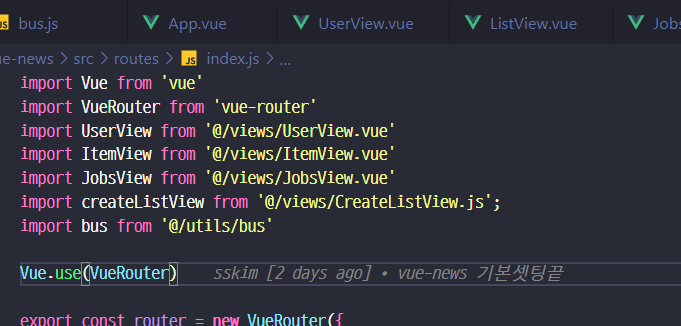 bus.js App.vue UserView.vue ListView.vue Jobs
ue-news > src > routes > JS index.js > ...
import Vue from 'vue'
import VueRouter from 'vue-router'
import UserView from '@/views/UserView.vue'
import ItemView from '@/views/ItemView.vue'
import JobsView from '@/views/JobsView.vue'
import createListView from '@/views/CreateListView.js';
import bus from '@/utils/bus'
Vue.use(VueRouter) sskim [2 days ago] • vue-news 기본셋팅끝
export const router = new VueRouter({